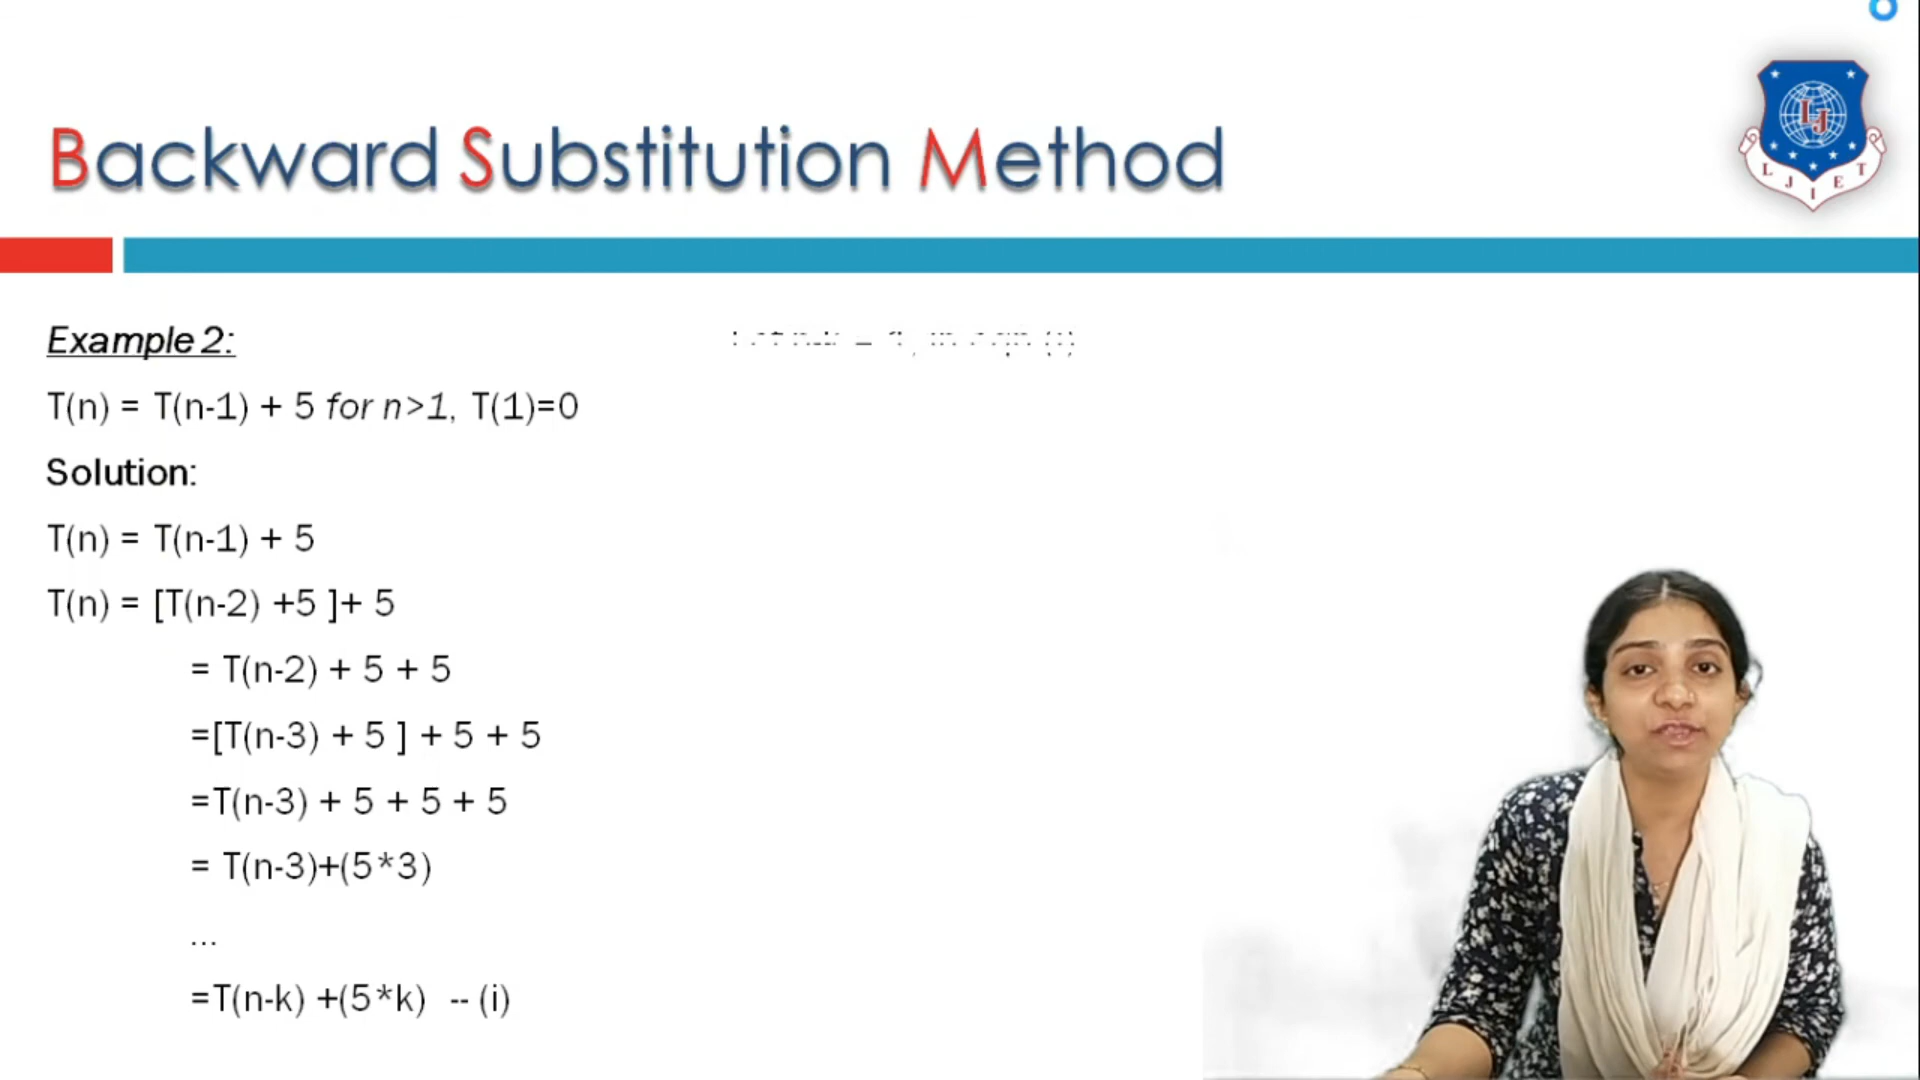 Backward Substitution Method
L J I E T
LJ
Example 2:
T(n) = T(n-1) + 5 for n>1, T(1)=0
Solution:
T(n) = T(n-1) + 5
T(n) = [T(n-2) +5 ]+ 5
= T(n-2) + 5 + 5
=[T(n-3) + 5 ] + 5 + 5
=T(n-3) + 5 + 5 + 5
= T(n-3)+(5*3)
...
=T(n-k) +(5*k) -- (i)